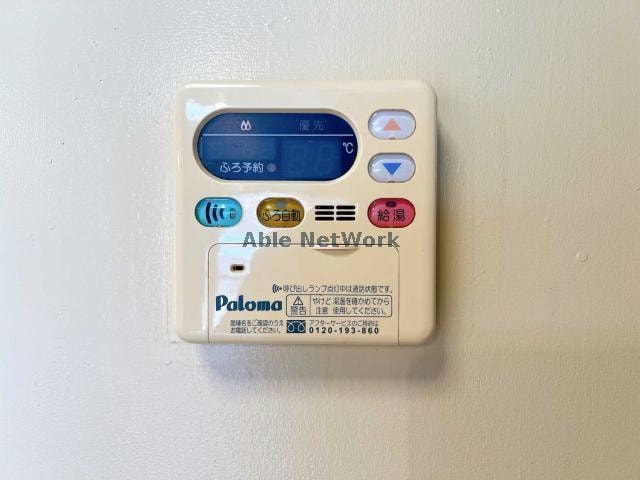 優先
℃
ふろ予約
ふろ自動
給湯
Able NetWork
呼び出しランプ点灯中は通話状態です。
Paloma
警告
やけど 湯温を確かめてから
注意 使用してください。
器種名をご確認のうえ
お電話してください。
アフターサービスのご用命は
0120-193-860